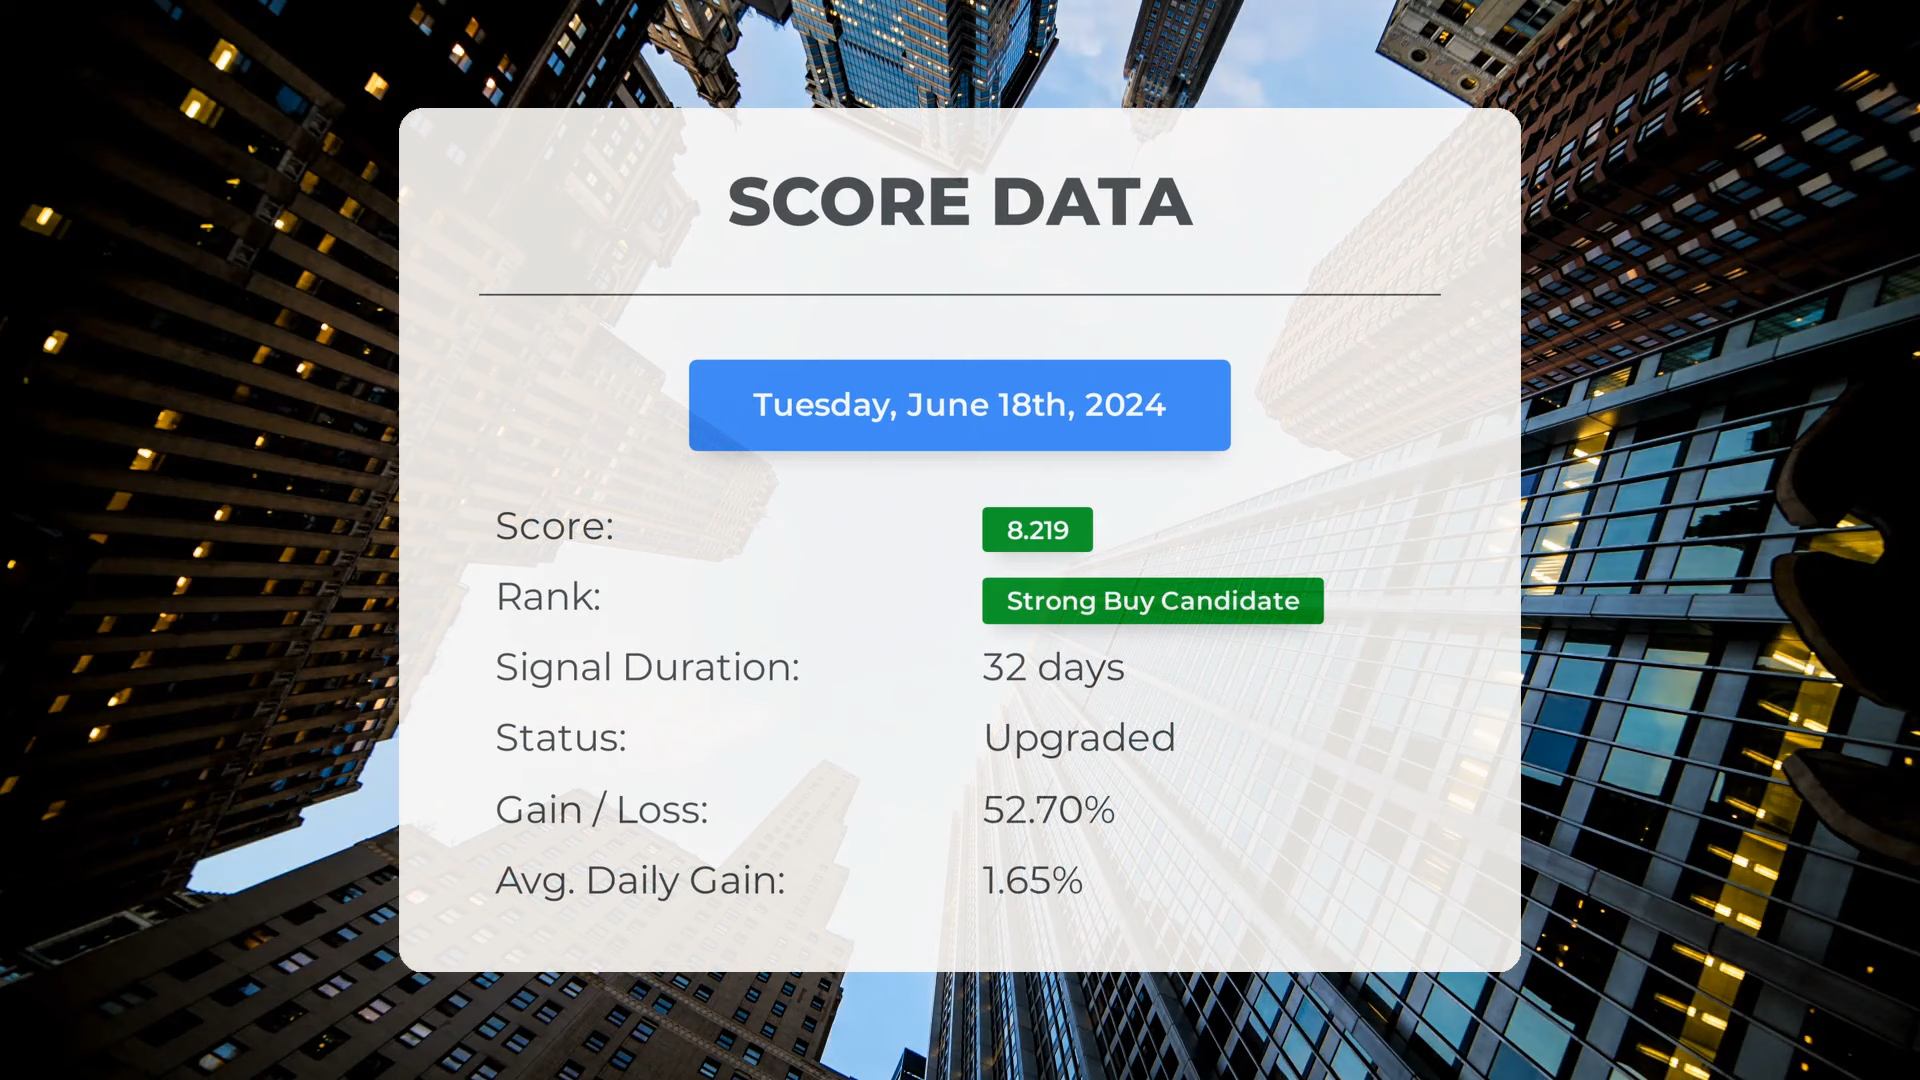 SCORE DATA
Tuesday, June 18th, 2024
Score: 8.219
Rank: Strong Buy Candidate
Signal Duration: 32 days
Status: Upgraded
Gain / Loss: 52.70%
Avg. Daily Gain: 1.65%